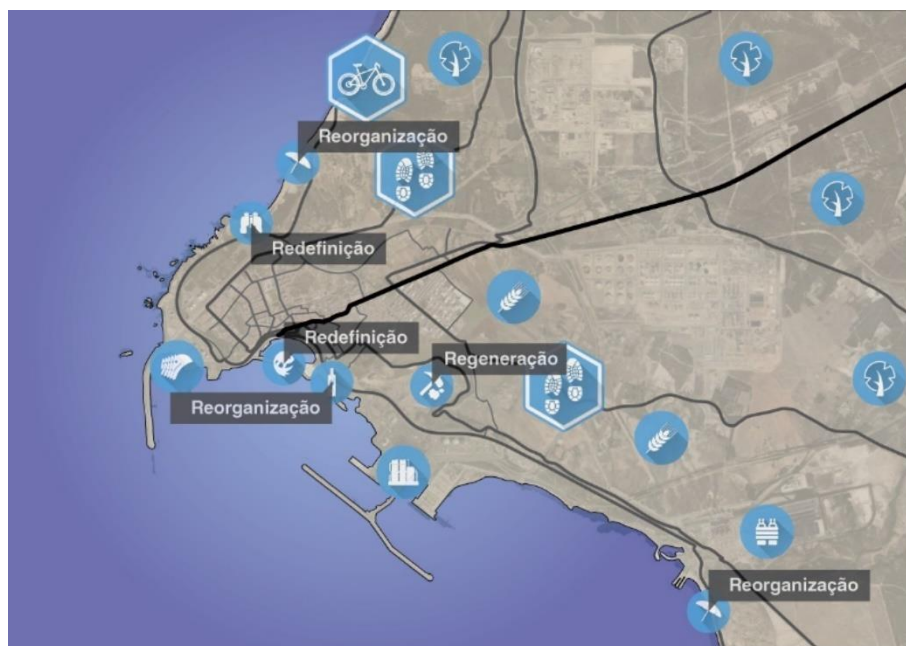 Reorganização
Redefinição
Redefinição
Regeneração
Reorganização
Reorganização